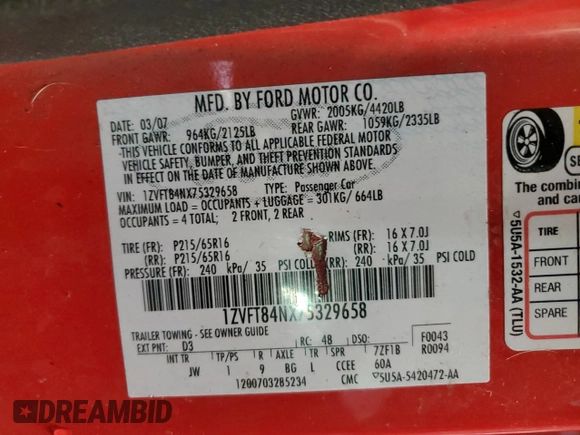 MFD. BY FORD MOTOR CO.
DATE: 03/07 GVWR: 2005KG/4420LB
FRONT GAWR: 964KG/2125LB REAR GAWR: 1059KG/2335LB
THIS VEHICLE CONFORMS TO ALL APPLICABLE FEDERAL MOTOR
VEHICLE SAFETY, BUMPER, AND THEFT PREVENTION STANDARDS
IN EFFECT ON THE DATE OF MANUFACTURE SHOWN ABOVE.
VIN: 1ZVFT84NX75329658 TYPE: Passenger Car
MAXIMUM LOAD = OCCUPANTS + LUGGAGE = 301KG/ 664LB
OCCUPANTS = 4 TOTAL; 2 FRONT, 2 REAR
TIRE (FR): P215/65R16 RIMS (FR): 16 X 7.0J
(RR): P215/65R16 (RR): 16 X 7.0J
PRESSURE (FR): 240 kPa/ 35 PSI COLD (RR): 240 kPa/ 35 PSI COLD
1ZVFT84NX75329658
TRAILER TOWING - SEE OWNER GUIDE
EXT PNT: D3 RC: 4B DSO: F0043
INT TR TP/PS R AXLE TR SPR 7ZF1B R0094
JW 1 9 BG L CCEE 60A
1200703285234 CMC 5U5A-5420472-AA
5U5A-1532-AA (TLU)
The combin
and ca
TIRE
FRONT
REAR
SPARE
DREAMBID